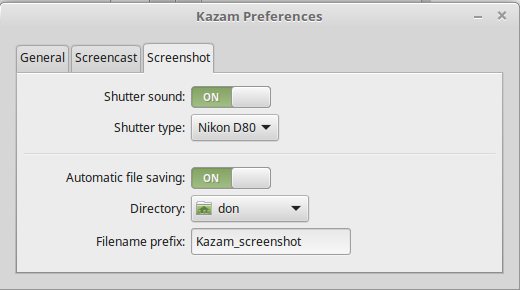 Kazam Preferences
General Screencast Screenshot
Shutter sound: ON
Shutter type: Nikon D80
Automatic file saving: ON
Directory: don
Filename prefix: Kazam_screenshot